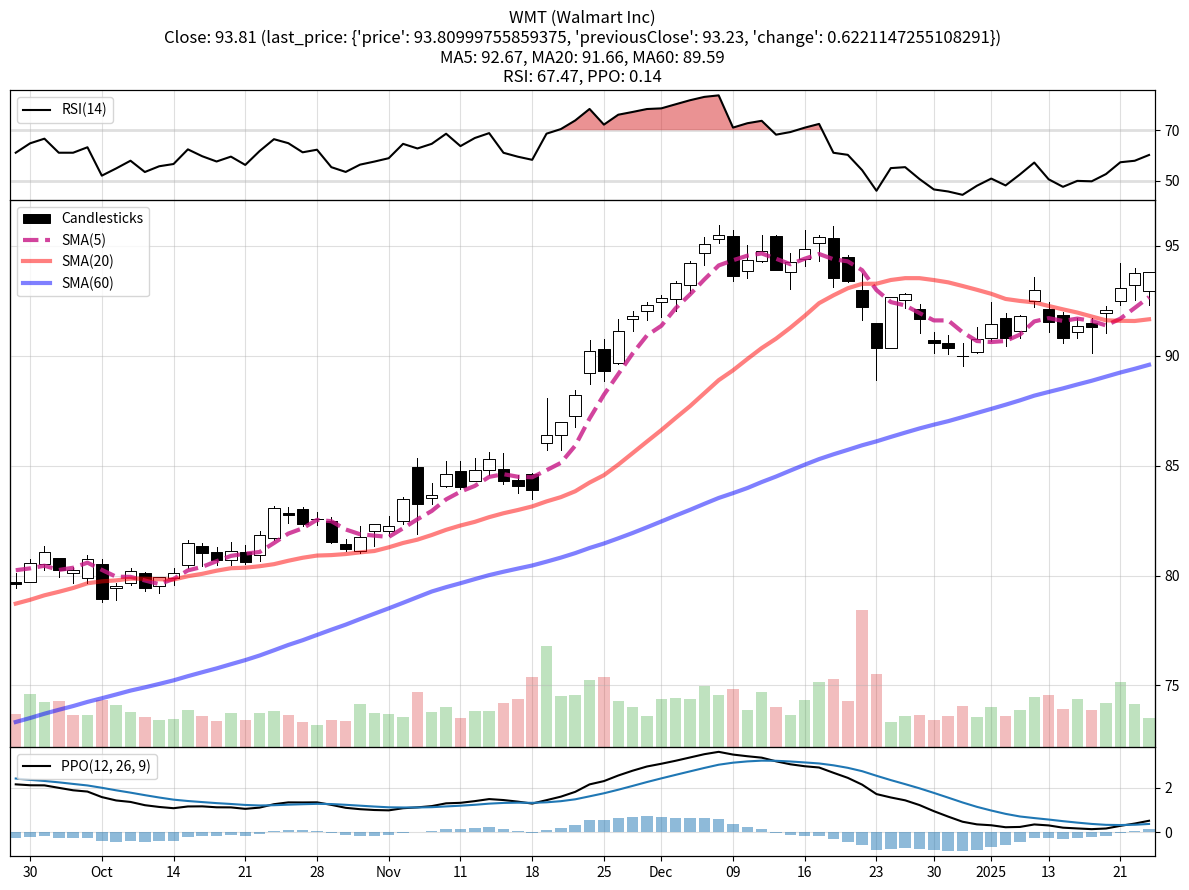 WMT (Walmart Inc)
Close: 93.81 (last_price: {'price': 93.80999755859375, 'previousClose': 93.23, 'change': 0.6221147255108291})
MA5: 92.67, MA20: 91.66, MA60: 89.59
RSI: 67.47, PPO: 0.14
RSI(14)
70
50
Candlesticks
SMA(5)
SMA(20)
SMA(60)
95
90
85
80
75
PPO(12, 26, 9)
2
0
30 Oct 14 21 28 Nov 11 18 25 Dec 09 16 23 30 2025 13 21